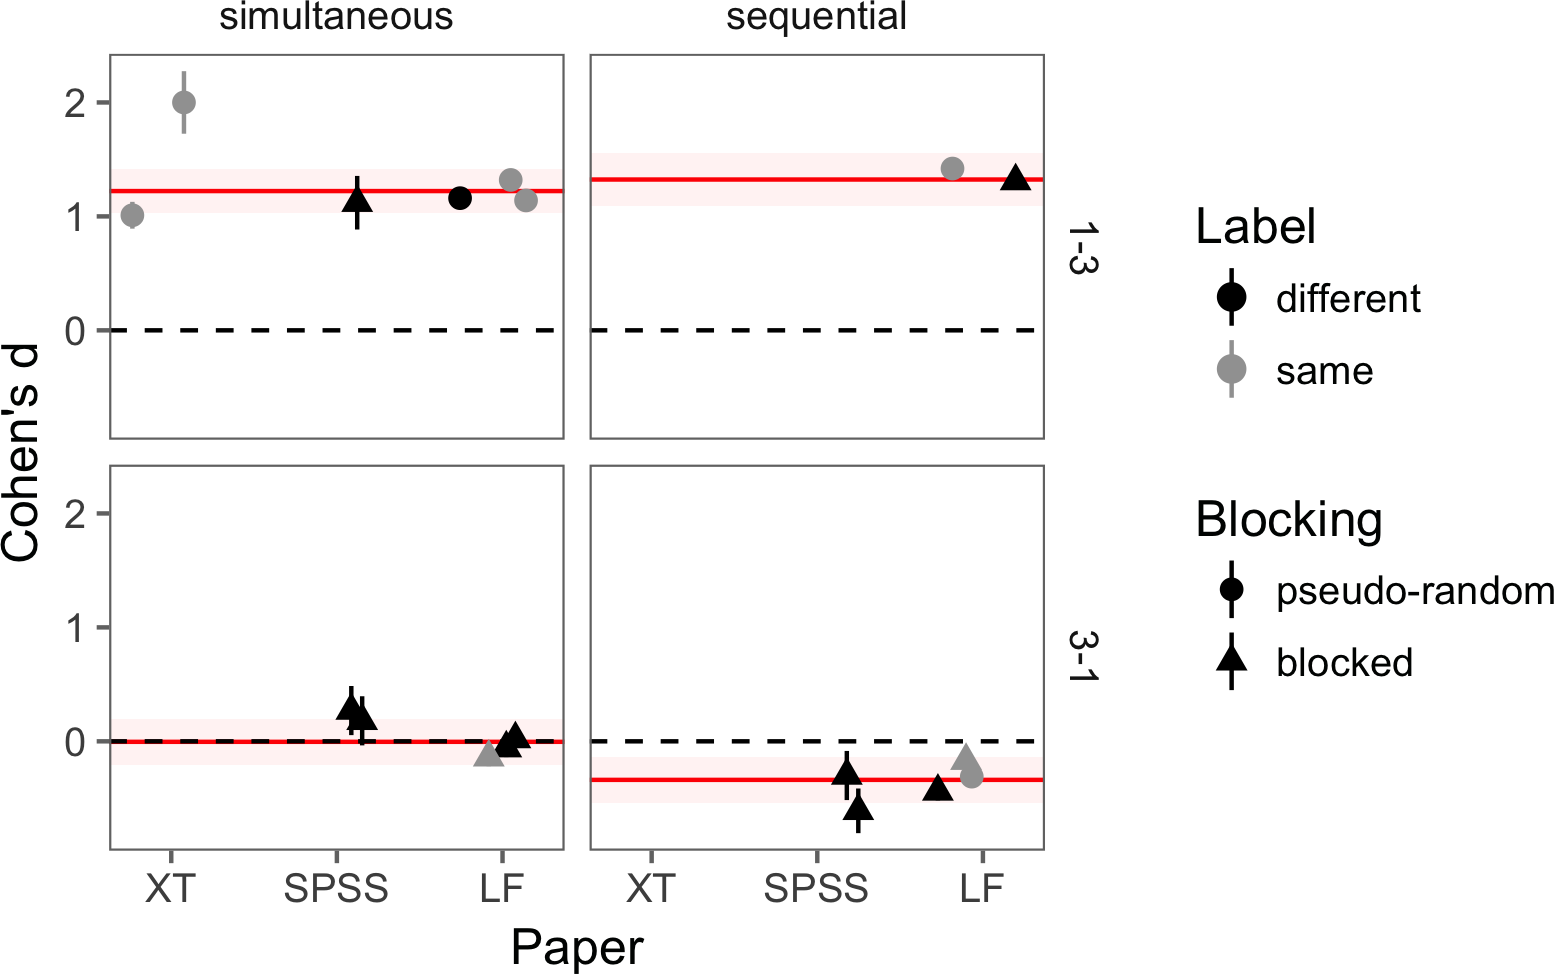 simultaneous
sequential
2
1
0
1-3
2
1
0
3-1
Cohen's d
XT
SPSS
LF
XT
SPSS
LF
Paper
Label
different
same
Blocking
pseudo-random
blocked